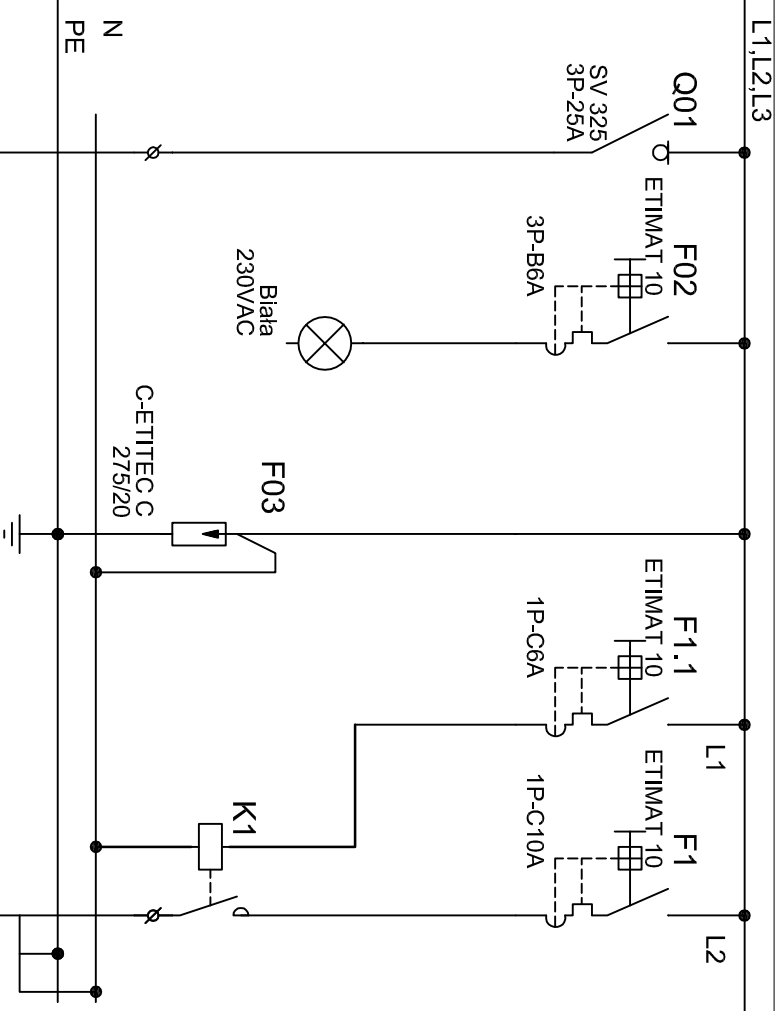 L1,L2,L3
N
PE
Q01
SV 325
3P-25A
F02
ETIMAT 10
3P-B6A
Biała
230VAC
F03
C-ETITEC C
275/20
F1.1
ETIMAT 10
1P-C6A
L1
K1
F1
ETIMAT 10
1P-C10A
L2